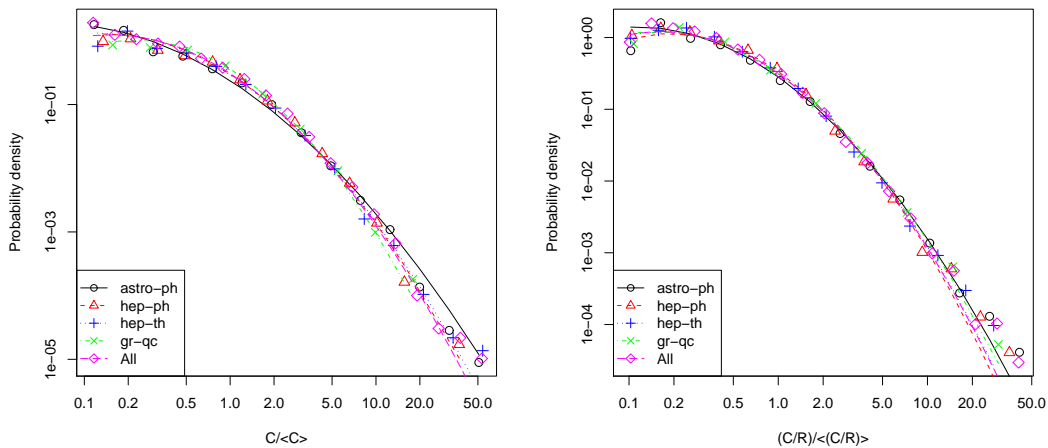 Probability density
1e−01
1e−03
1e−05
astro−ph
hep−ph
hep−th
gr−qc
All
0.1 0.2 0.5 1.0 2.0 5.0 10.0 20.0 50.0
C/<C>
Probability density
1e+00
1e−01
1e−02
1e−03
1e−04
astro−ph
hep−ph
hep−th
gr−qc
All
0.1 0.2 0.5 1.0 2.0 5.0 10.0 20.0 50.0
(C/R)/<(C/R)>